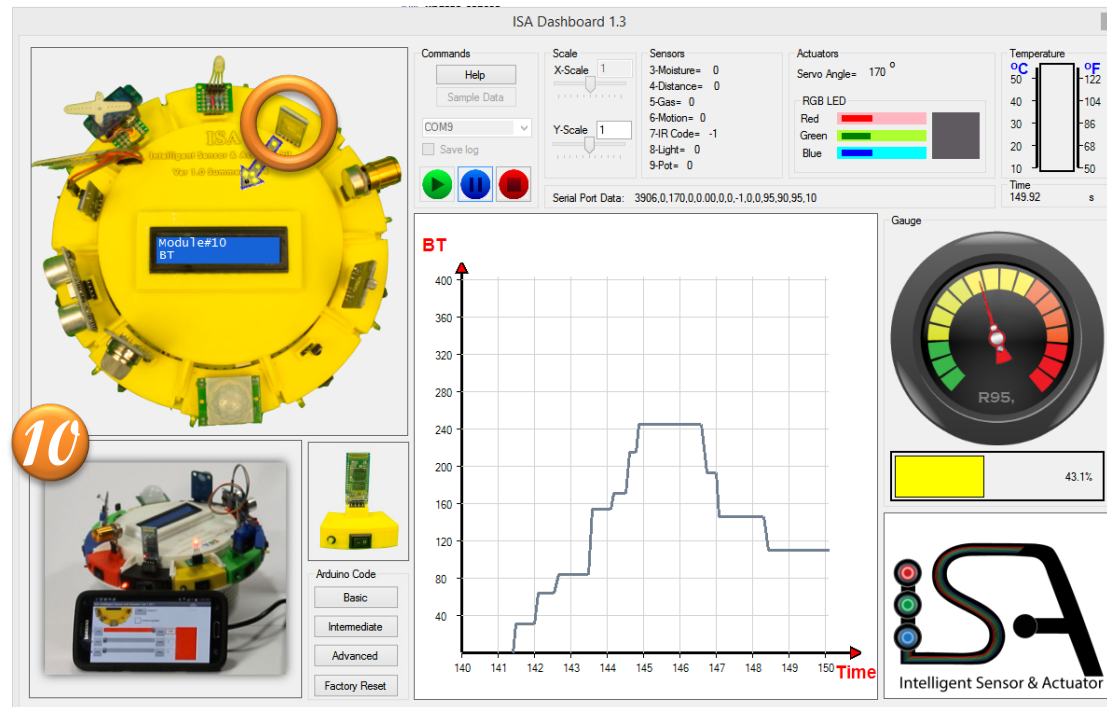 ISA Dashboard 1.3
ISA
Intelligent Sensor & Act
Ver 1.0 Summe
Module#10
BT
10
Commands
Help
Sample Data
COM9
Save log
Scale
X-Scale 1
Y-Scale 1
Sensors
3-Moisture= 0
4-Distance= 0
5-Gas= 0
6-Motion= 0
7-IR Code= -1
8-Light= 0
9-Pot= 0
Actuators
Servo Angle= 170 o
RGB LED
Red
Green
Blue
Temperature
°C °F
50 122
40 104
30 86
20 68
10 50
Time
149.92 s
Serial Port Data: 3906,0,170,0,0.00,0,0,-1,0,0,95,90,95,10
BT
400
360
320
280
240
200
160
120
80
40
140 141 142 143 144 145 146 147 148 149 150
Time
Gauge
R95,
43.1%
Arduino Code
Basic
Intermediate
Advanced
Factory Reset
SAMSUNG
iSA
Intelligent Sensor & Actuator